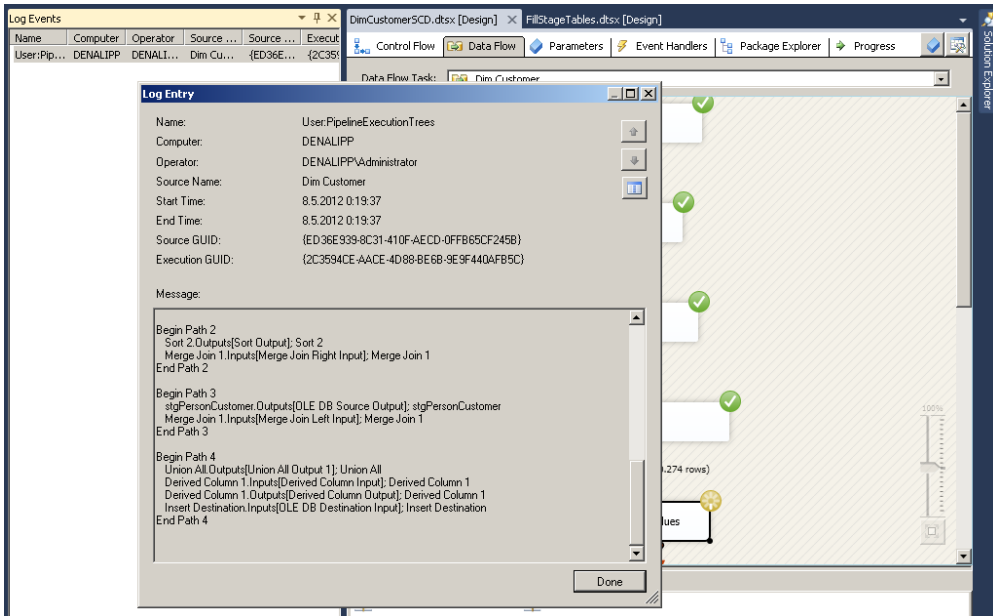 Log Events
Name Computer Operator Source ... Source ... Execut
User:Pip... DENALIPP DENALI... Dim Cu... {ED36E... {2C359
DimCustomerSCD.dtsx [Design] FillStageTables.dtsx [Design]
Control Flow Data Flow Parameters Event Handlers Package Explorer Progress
Data Flow Task: Dim Customer
Solution Explorer
Log Entry
Name: User:PipelineExecutionTrees
Computer: DENALIPP
Operator: DENALIPP\Administrator
Source Name: Dim Customer
Start Time: 8.5.2012 0:19:37
End Time: 8.5.2012 0:19:37
Source GUID: {ED36E939-8C31-410F-AECD-0FFB65CF245B}
Execution GUID: {2C3594CE-AACE-4D88-BE6B-9E9F440AFB5C}
Message:
Begin Path 2
Sort 2.Outputs[Sort Output]; Sort 2
Merge Join 1.Inputs[Merge Join Right Input]; Merge Join 1
End Path 2
Begin Path 3
stgPersonCustomer.Outputs[OLE DB Source Output]; stgPersonCustomer
Merge Join 1.Inputs[Merge Join Left Input]; Merge Join 1
End Path 3
Begin Path 4
Union All.Outputs[Union All Output 1]; Union All
Derived Column 1.Inputs[Derived Column Input]; Derived Column 1
Derived Column 1.Outputs[Derived Column Output]; Derived Column 1
Insert Destination.Inputs[OLE DB Destination Input]; Insert Destination
End Path 4
Done
100%
.274 rows)
lues